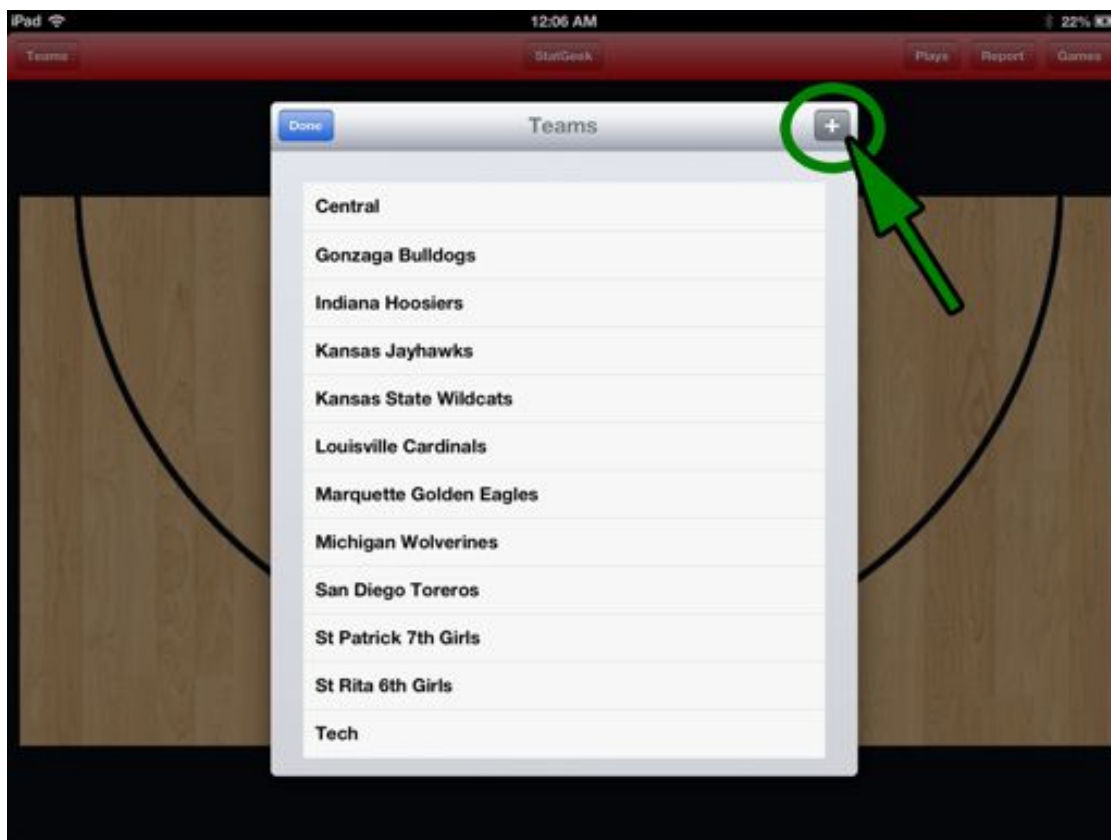 iPad 12:06 AM 22%
Teams StatGeek Plays Report Games
Done Teams +
Central
Gonzaga Bulldogs
Indiana Hoosiers
Kansas Jayhawks
Kansas State Wildcats
Louisville Cardinals
Marquette Golden Eagles
Michigan Wolverines
San Diego Toreros
St Patrick 7th Girls
St Rita 6th Girls
Tech